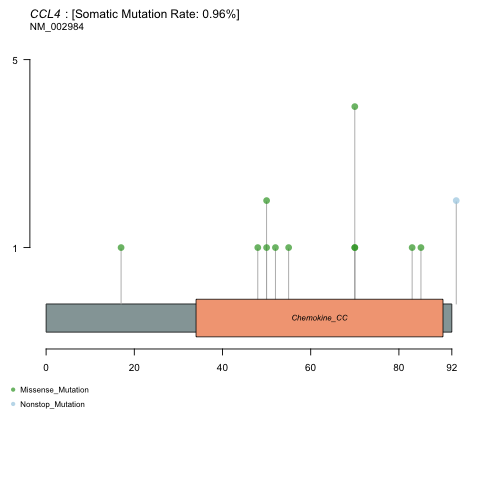 CCL4 : [Somatic Mutation Rate: 0.96%]
NM_002984
5
1
Chemokine_CC
0 20 40 60 80 92
Missense_Mutation
Nonstop_Mutation